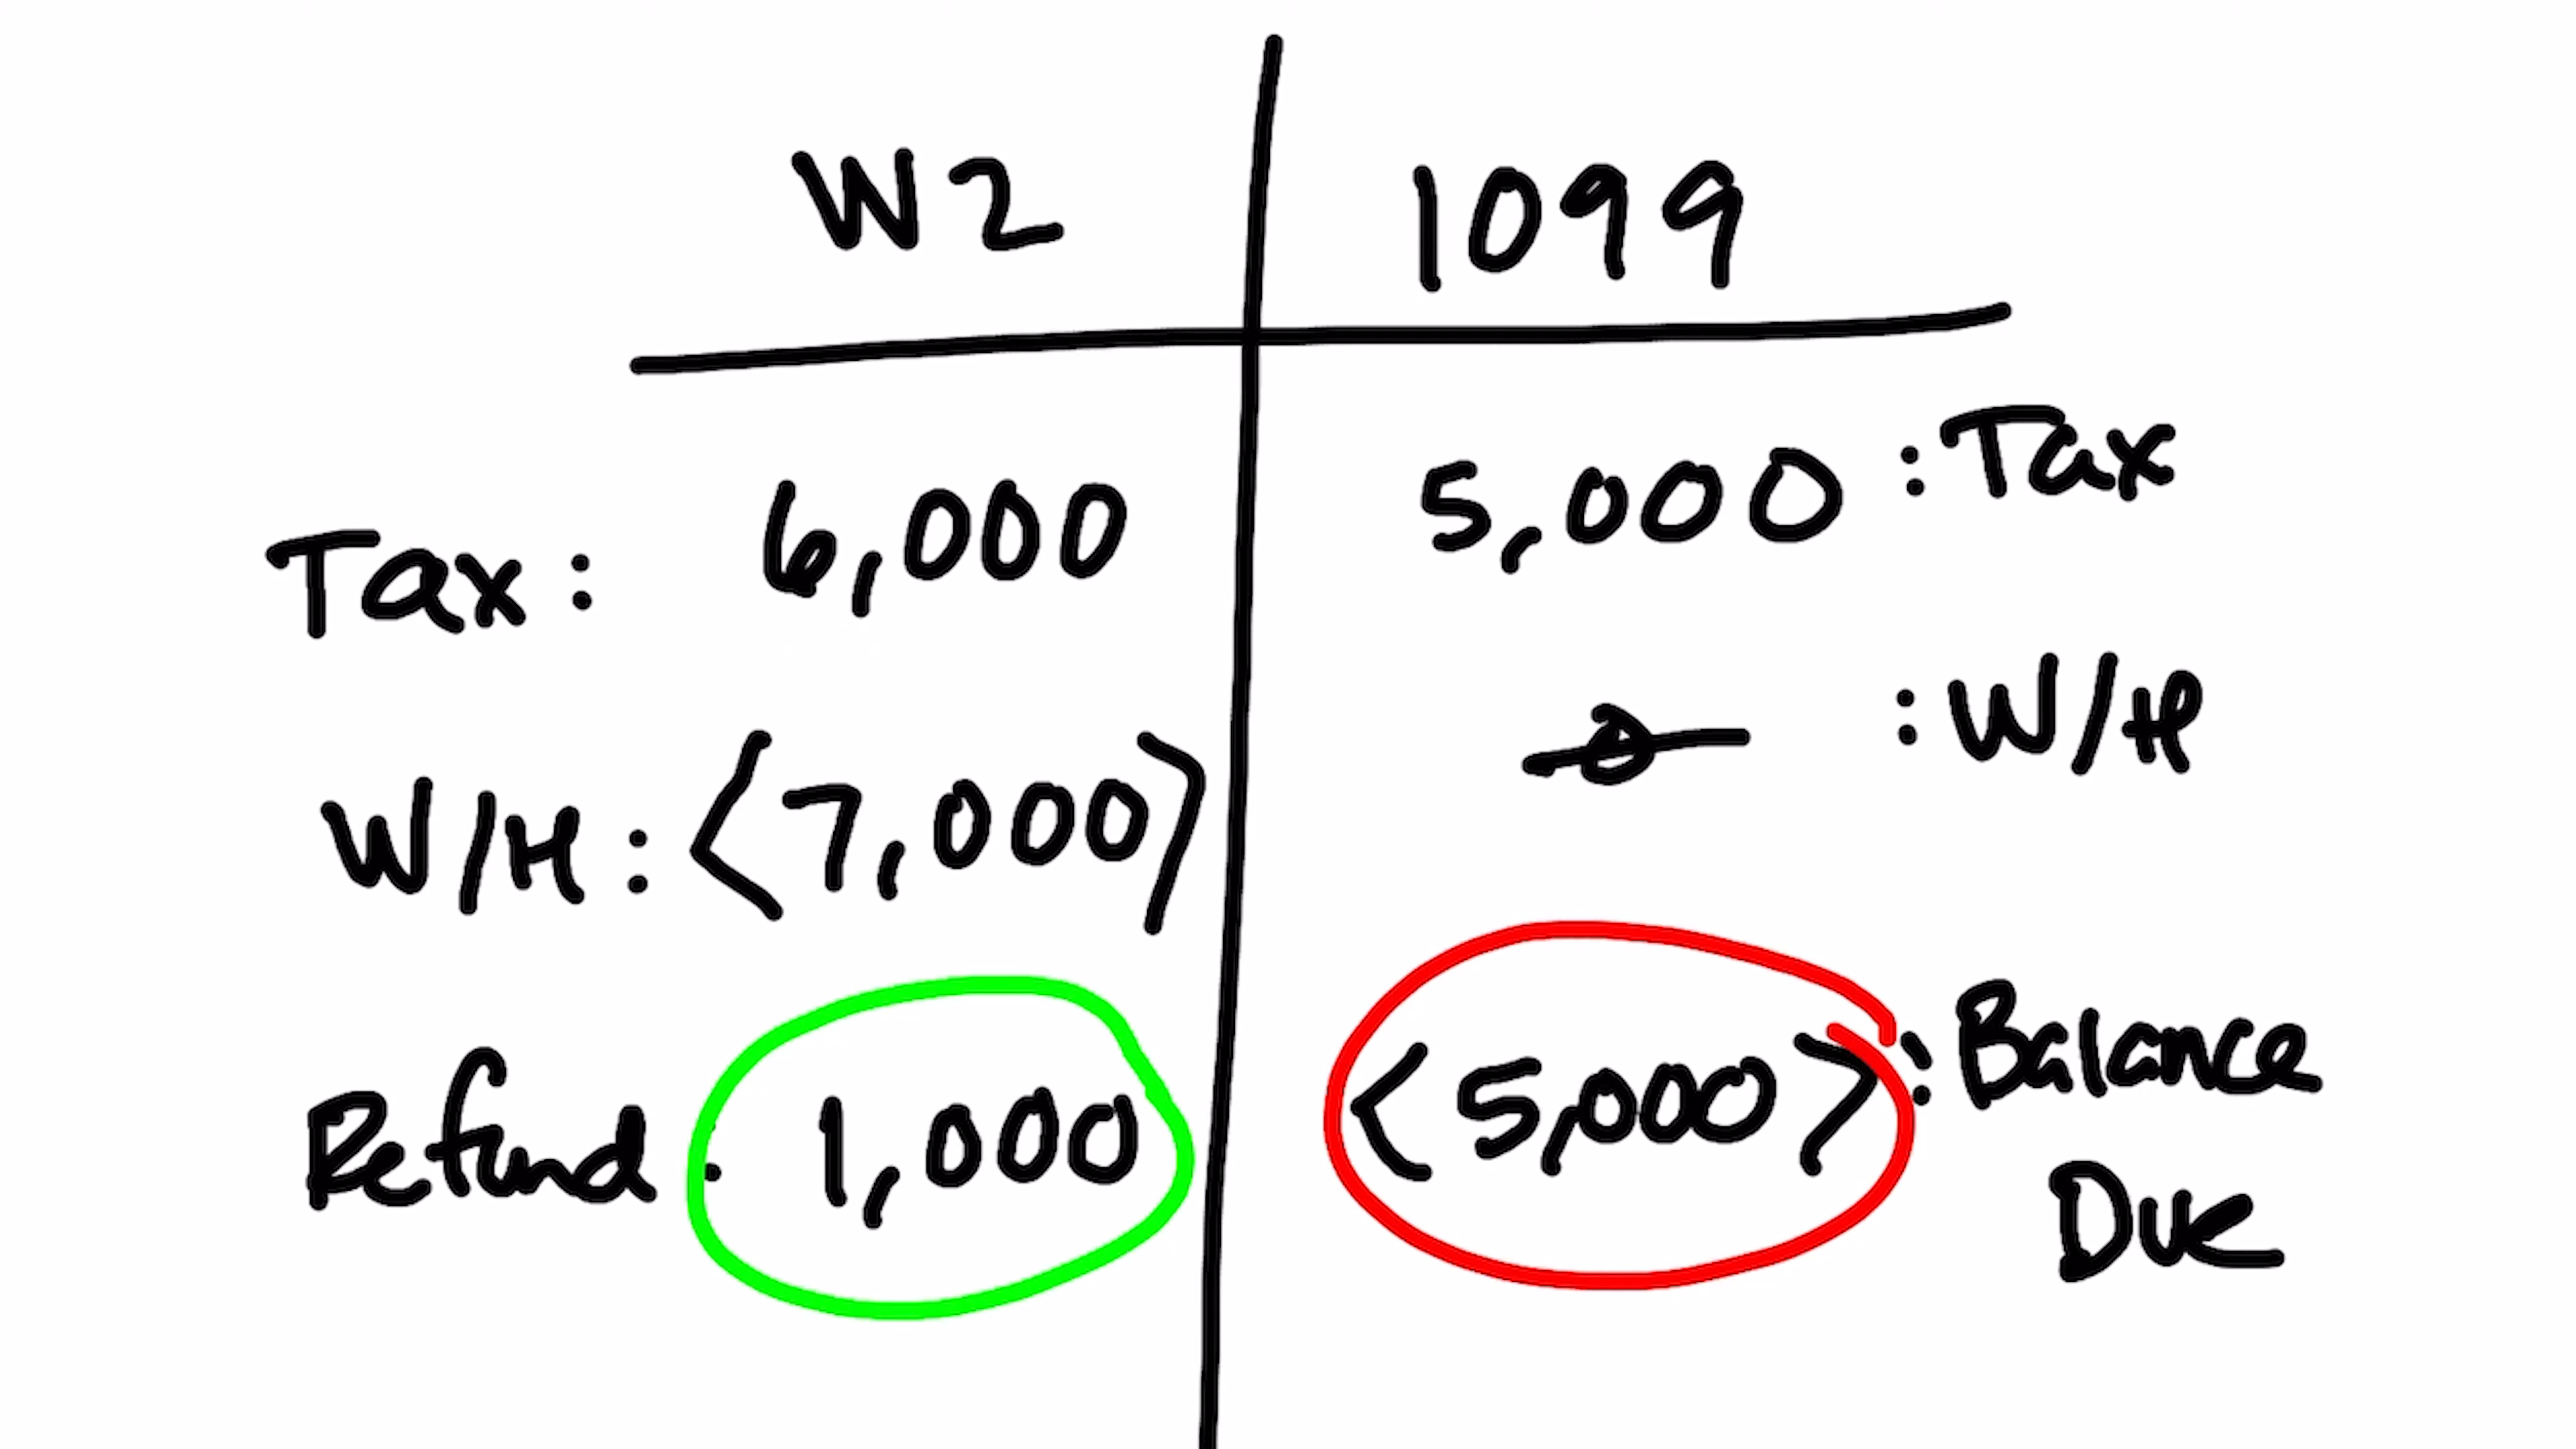 W2 1099
Tax: 6,000 5,000 :Tax
W/H: <7,000> 0 :W/H
Refund: 1,000 <5,000> :Balance
Due